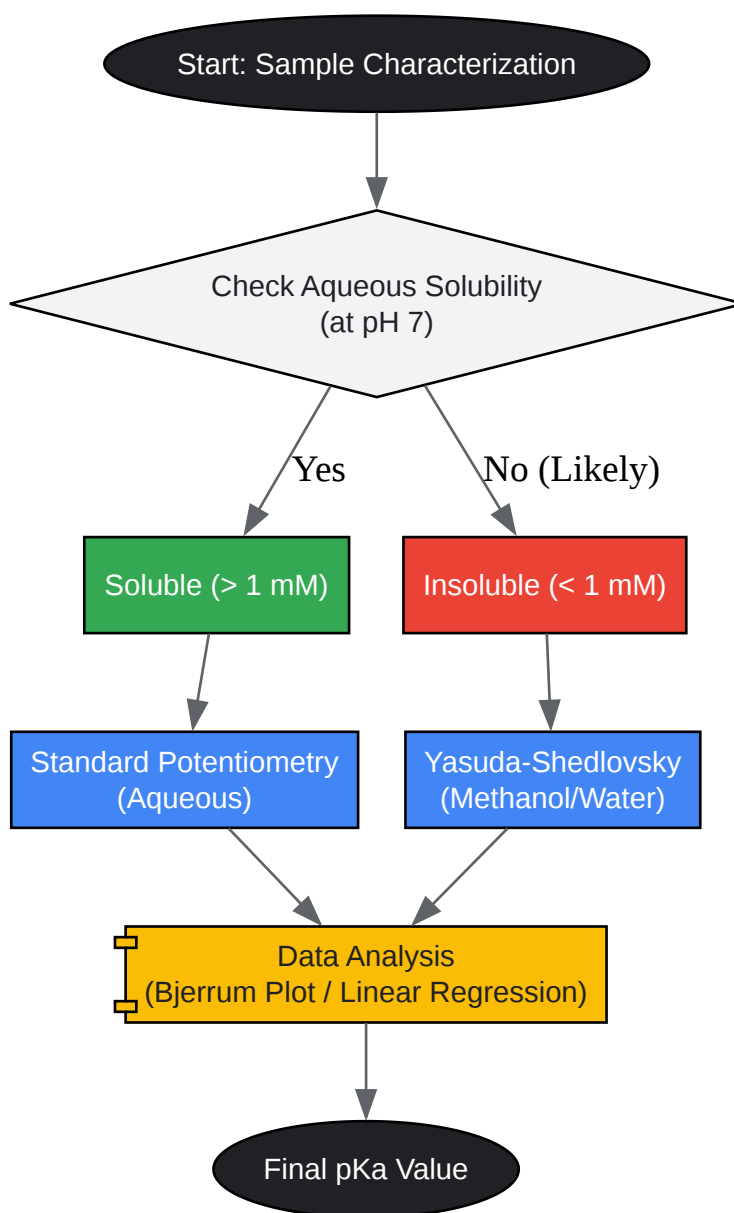 Start: Sample Characterization
Check Aqueous Solubility
(at pH 7)
Yes
No (Likely)
Soluble (> 1 mM)
Insoluble (< 1 mM)
Standard Potentiometry
(Aqueous)
Yasuda-Shedlovsky
(Methanol/Water)
Data Analysis
(Bjerrum Plot / Linear Regression)
Final pKa Value